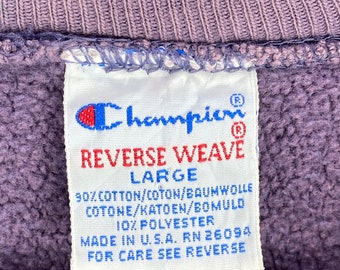 Champion ®
REVERSE WEAVE ®
LARGE
90% COTTON/COTON/BAUMWOLLE
COTONE/KATOEN/BOMULD
10% POLYESTER
MADE IN U.S.A. RN 26094
FOR CARE SEE REVERSE